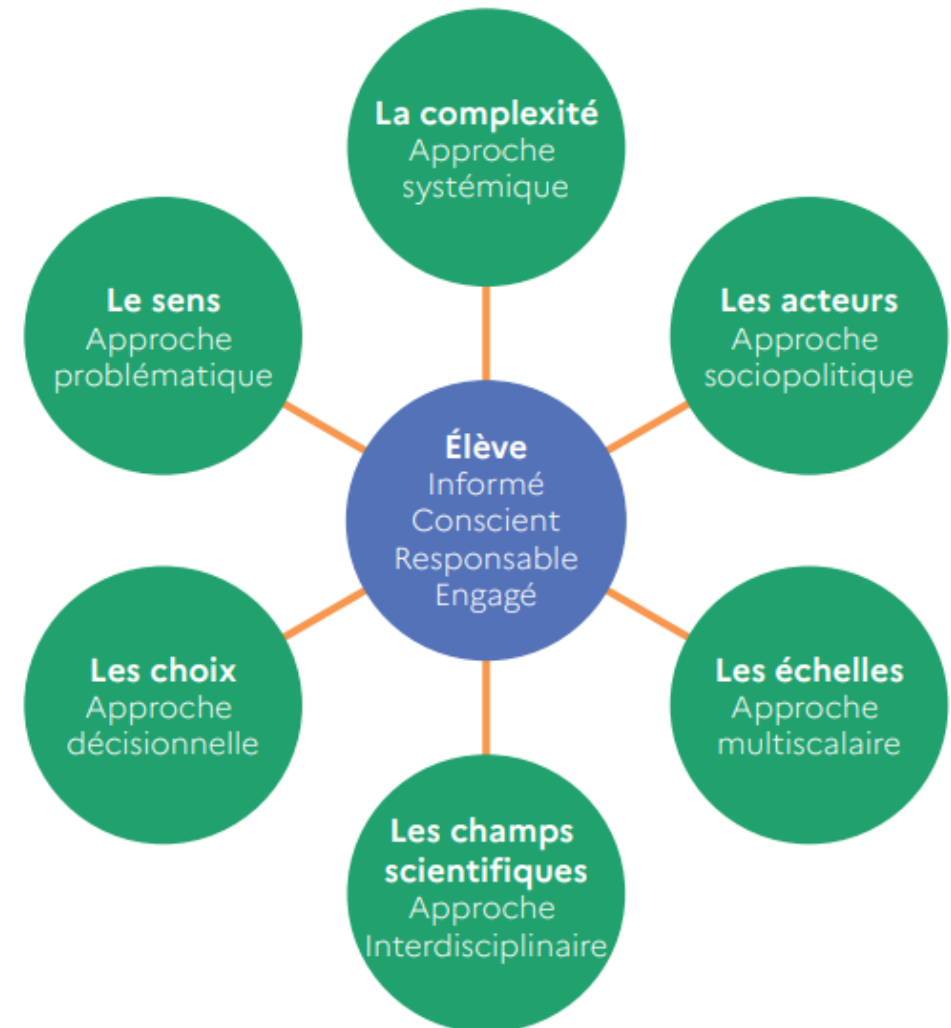 La complexité
Approche
systémique
Les acteurs
Approche
sociopolitique
Les échelles
Approche
multiscalaire
Les champs
scientifiques
Approche
Interdisciplinaire
Les choix
Approche
décisionnelle
Le sens
Approche
problématique
Élève
Informé
Conscient
Responsable
Engagé